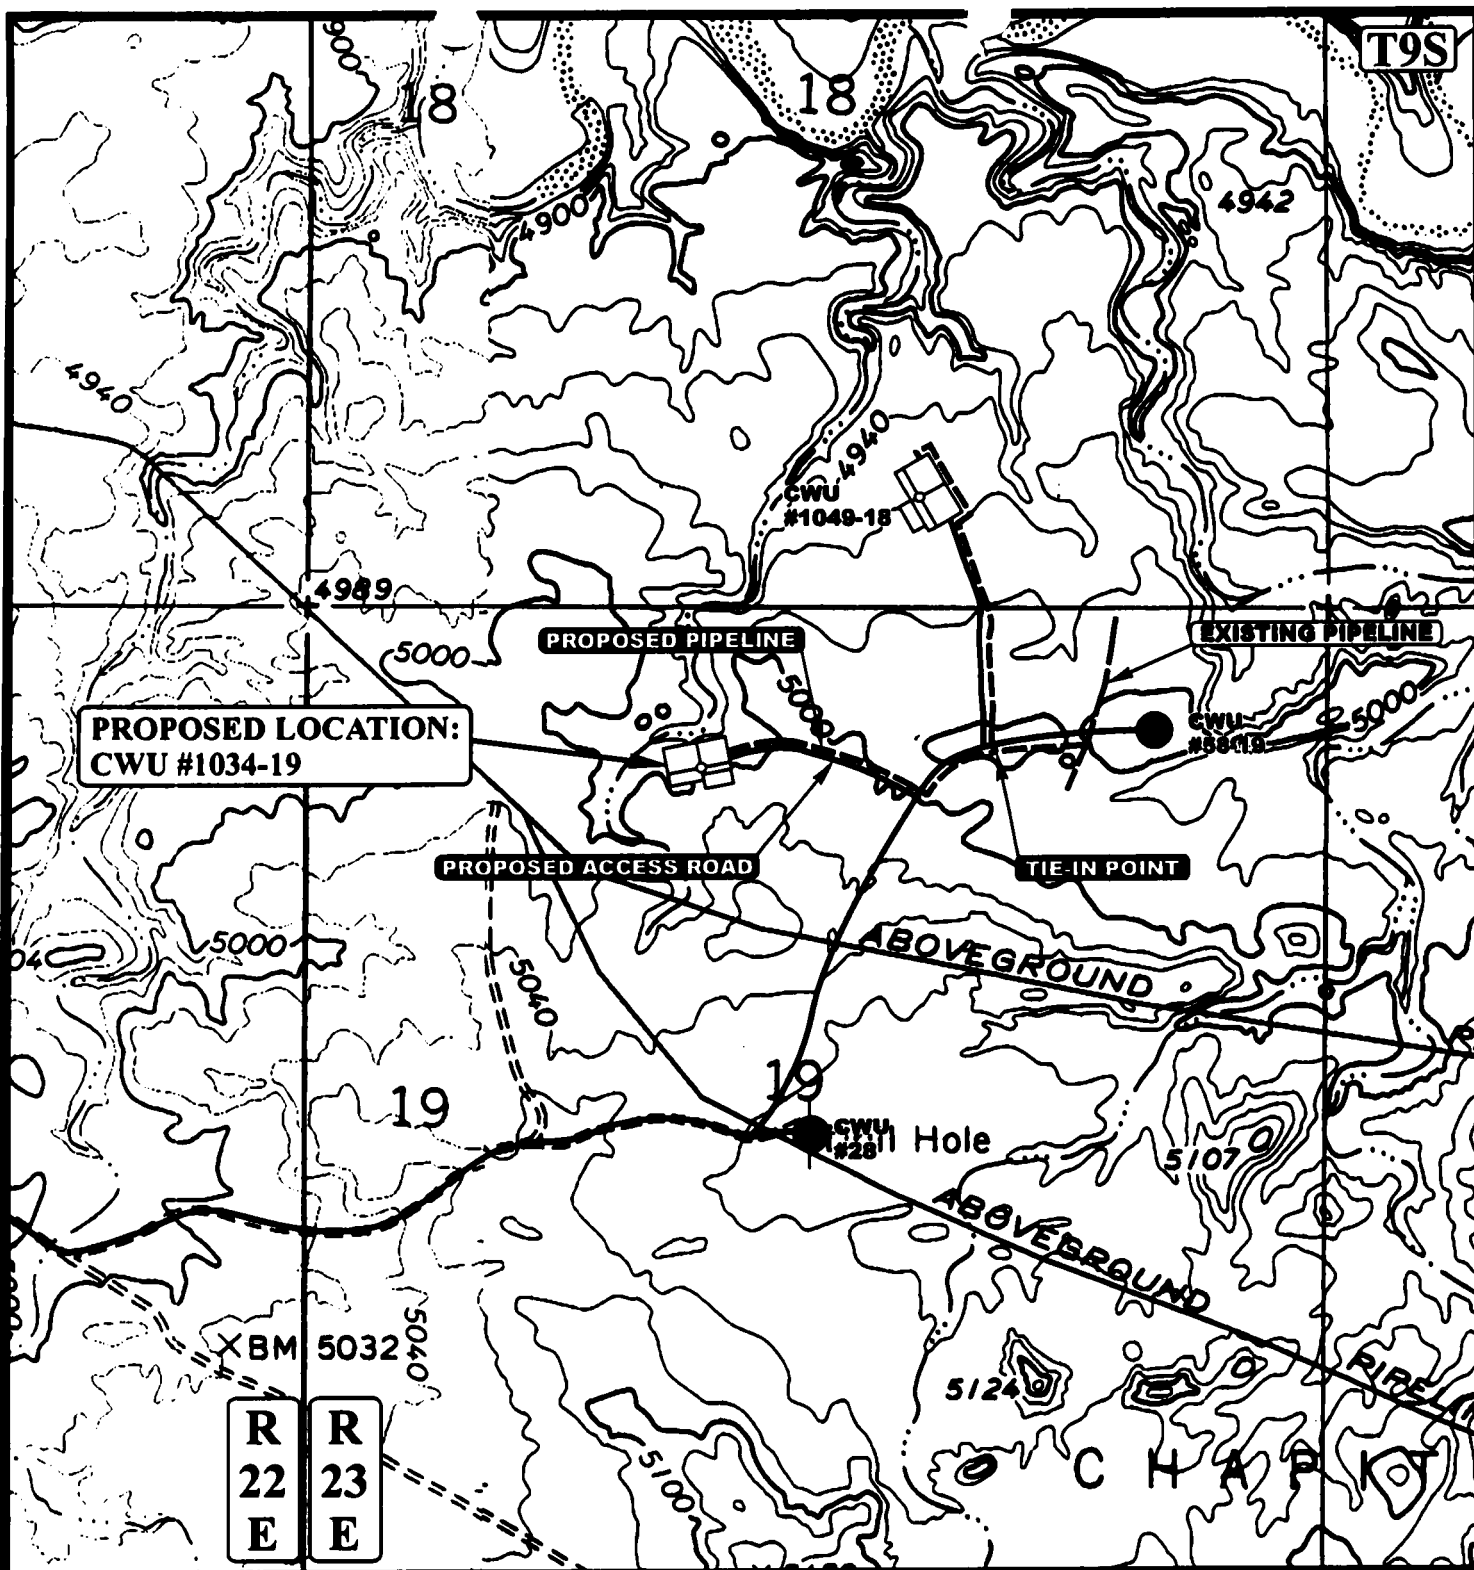 T9S
900
18
18
4900
4942
4940
4940
CWU
#1049-18
4989
PROPOSED PIPELINE
EXISTING PIPELINE
5000
5000
5000
PROPOSED LOCATION:
CWU #1034-19
CWU
PROPOSED ACCESS ROAD
TIE-IN POINT
5000
5040
ABOVEGROUND
19
19
CWU
#28
Hole
5107
ABOVEGROUND
BM 5032
5040
5124
PIPE
R
22
E
R
23
E
5100
C H A P I T